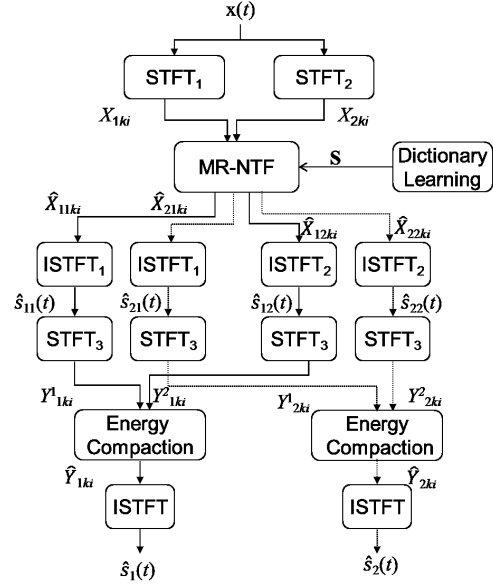 x(t)
STFT₁ STFT₂
X₁ₖᵢ X₂ₖᵢ
MR-NTF S Dictionary
Learning
X̂₁₁ₖᵢ X̂₂₁ₖᵢ X̂₁₂ₖᵢ X̂₂₂ₖᵢ
ISTFT₁ ISTFT₁ ISTFT₂ ISTFT₂
ŝ₁₁(t) ŝ₂₁(t) ŝ₁₂(t) ŝ₂₂(t)
STFT₃ STFT₃ STFT₃ STFT₃
Y¹₁ₖᵢ Y²₁ₖᵢ Y¹₂ₖᵢ Y²₂ₖᵢ
Energy Energy
Compaction Compaction
Ŷ₁ₖᵢ Ŷ₂ₖᵢ
ISTFT ISTFT
ŝ₁(t) ŝ₂(t)